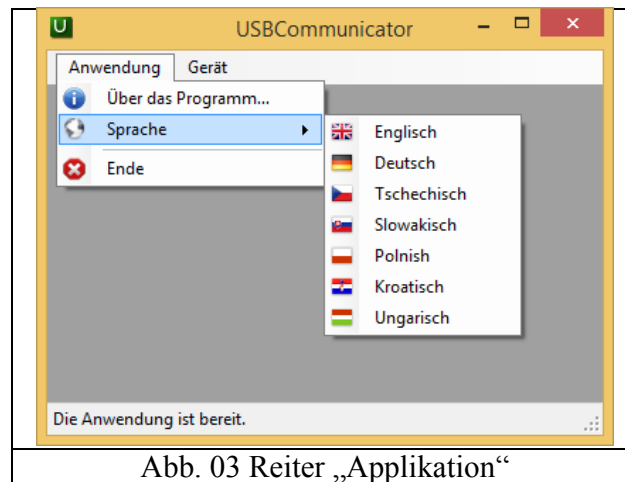 USBCommunicator
Anwendung Gerät
Über das Programm...
Sprache
Ende
Englisch
Deutsch
Tschechisch
Slowakisch
Polnish
Kroatisch
Ungarisch
Die Anwendung ist bereit.
Abb. 03 Reiter „Applikation“